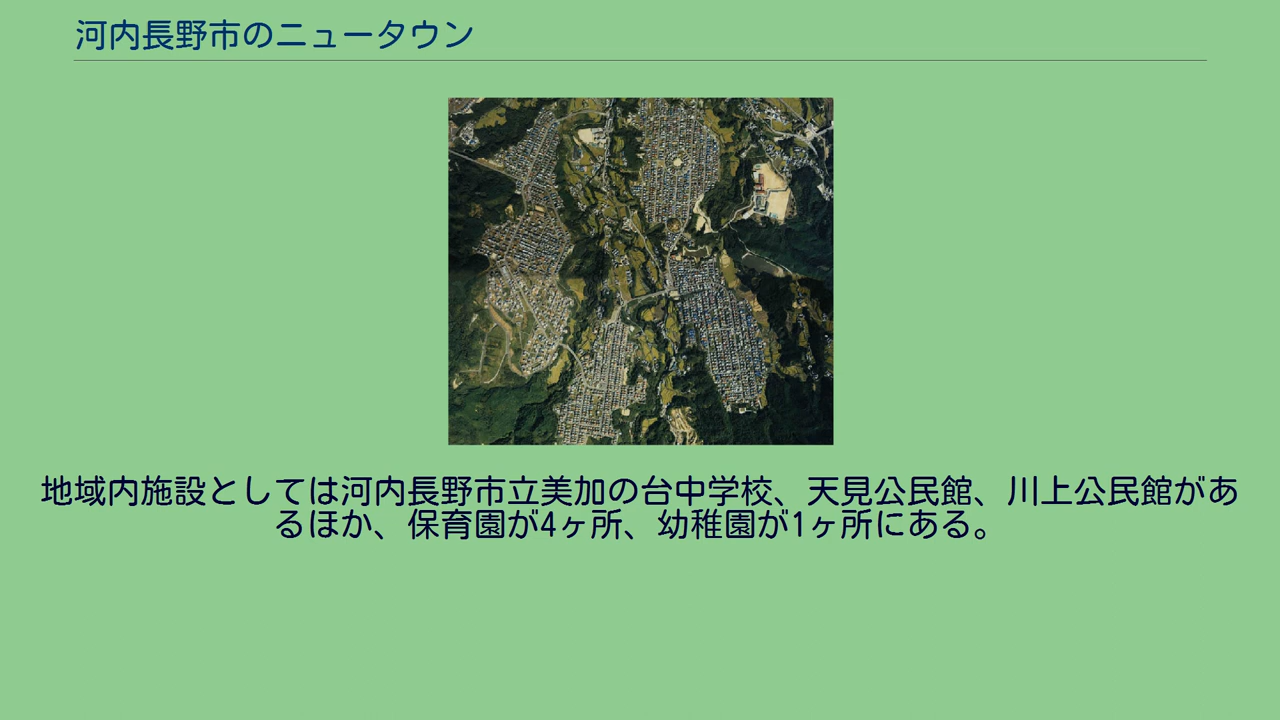 河内長野市のニュータウン
地域内施設としては河内長野市立美加の台中学校、天見公民館、川上公民館があ
るほか、保育園が4ヶ所、幼稚園が1ヶ所にある。